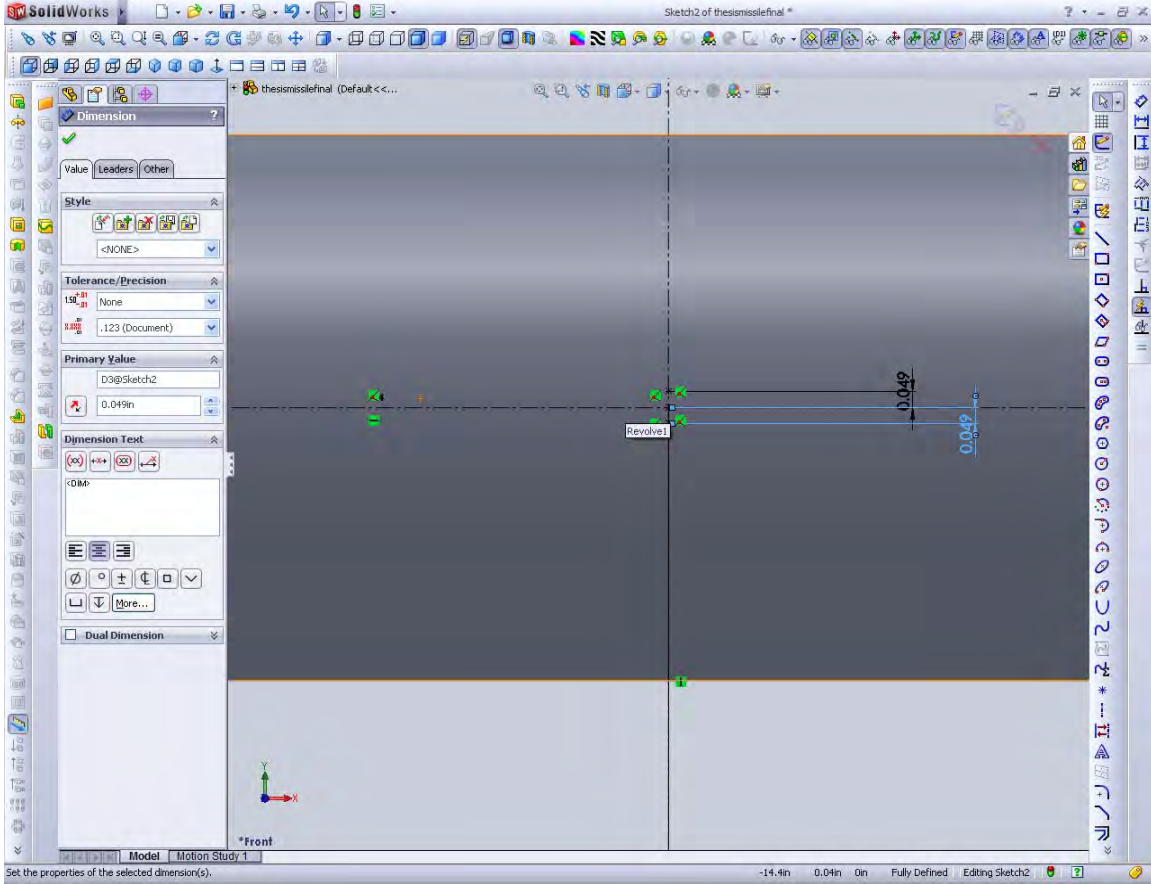 SolidWorks
Sketch2 of thesismissilefinal *
thesismissilefinal (Default<<...
Dimension
?
Value Leaders Other
Style
<NONE>
Tolerance/Precision
None
.123 (Document)
Primary Value
D3@Sketch2
0.049in
Dimension Text
<DIM>
More...
Dual Dimension
0.049
0.049
Revolve1
Y
X
*Front
Model Motion Study 1
Set the properties of the selected dimension(s).
-14.4in 0.04in 0in Fully Defined Editing Sketch2